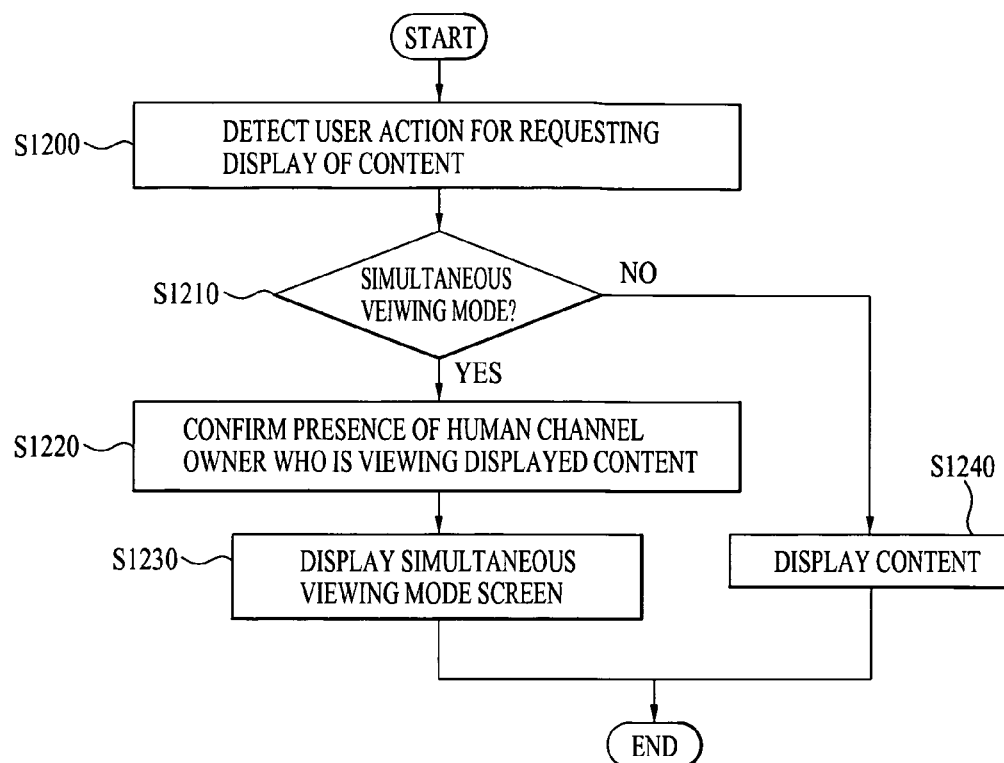 START
S1200
DETECT USER ACTION FOR REQUESTING
DISPLAY OF CONTENT
S1210
SIMULTANEOUS
VEIWING MODE?
NO
YES
S1220
CONFIRM PRESENCE OF HUMAN CHANNEL
OWNER WHO IS VIEWING DISPLAYED CONTENT
S1240
S1230
DISPLAY SIMULTANEOUS
VIEWING MODE SCREEN
DISPLAY CONTENT
END